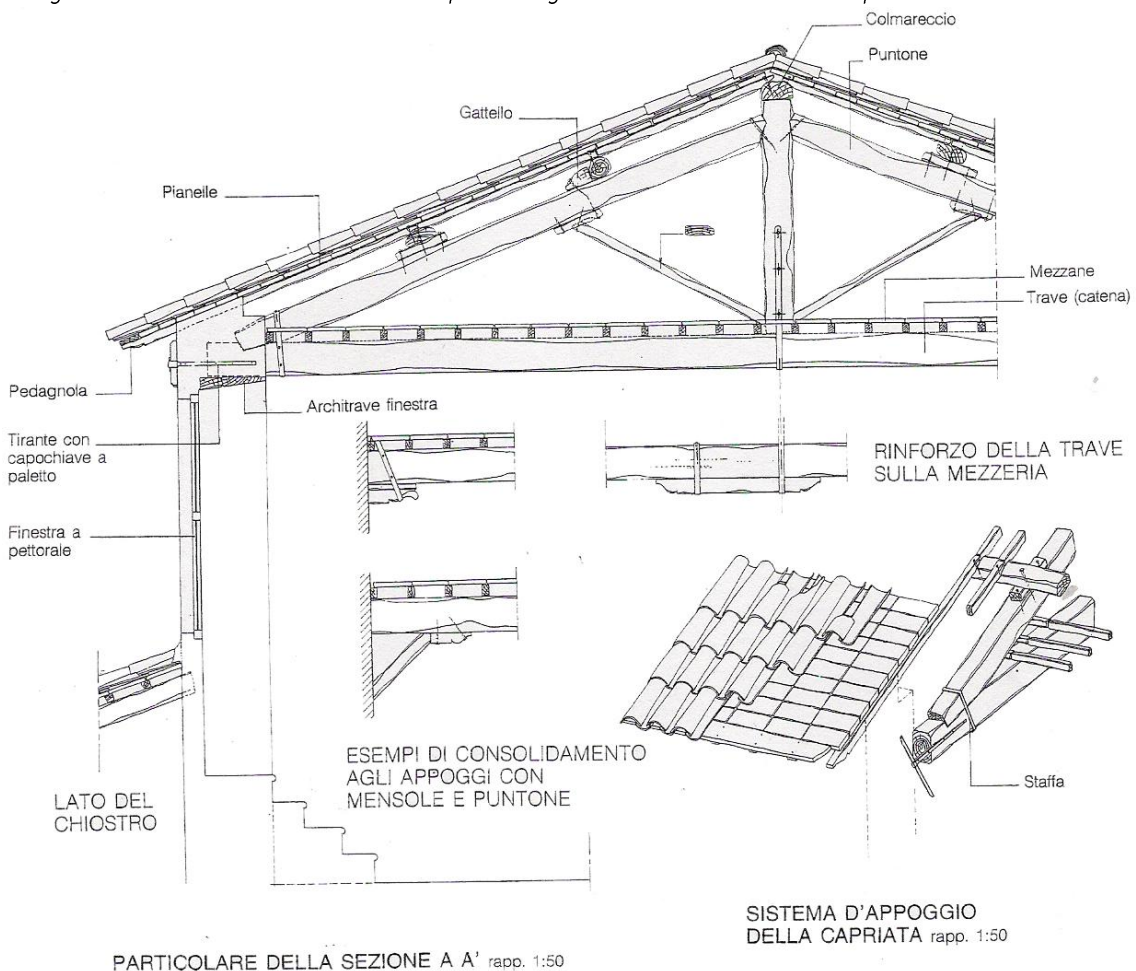 Colmareccio
Puntone
Gattello
Pianelle
Mezzane
Trave (catena)
Pedagnola
Architrave finestra
Tirante con
capochiave a
paletto
RINFORZO DELLA TRAVE
SULLA MEZZERIA
Finestra a
pettorale
ESEMPI DI CONSOLIDAMENTO
AGLI APPOGGI CON
MENSOLE E PUNTONE
Staffa
LATO DEL
CHIOSTRO
SISTEMA D'APPOGGIO
DELLA CAPRIATA rapp. 1:50
PARTICOLARE DELLA SEZIONE A A' rapp. 1:50